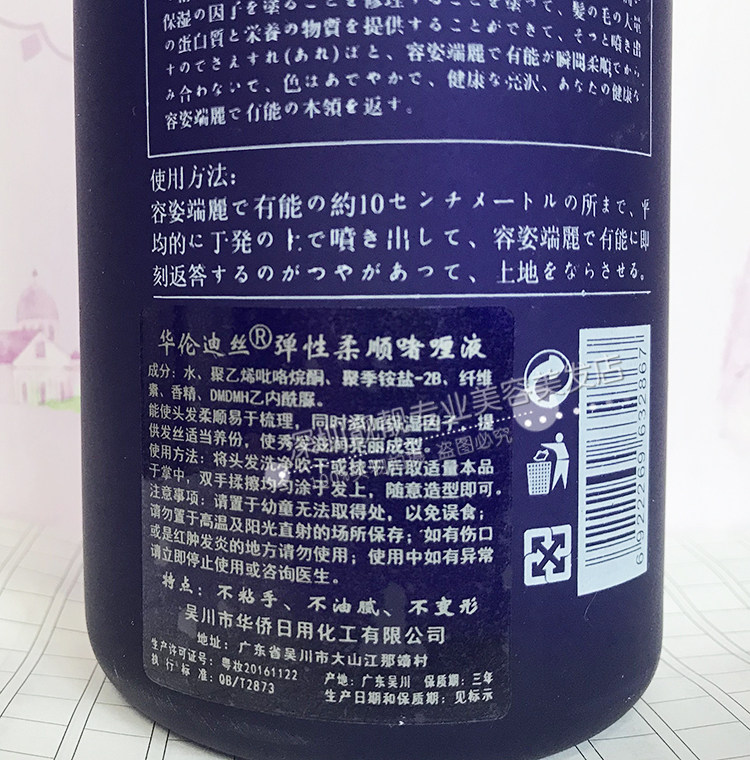 保湿の因子を塗ることを修理することを塗って、髪の毛の大量
の蛋白質と栄養の物質を提供することができて、そっと噴き出
すのでさえすれ(あれ)ばと、容姿端麗で有能が瞬間柔順でから
み合わないで、色はあでやかで、健康な亮沢、あなたの健康な
容姿端麗で有能の本領を返す。
使用方法:
容姿端麗で有能の約10センチメートルの所まで、平
均的に丁発の上で噴き出して、容姿端麗で有能に即
刻返答するのがつやがあつて、土地をならさせる。
华伦迪丝®弹性柔顺啫喱液
成分:水、聚乙烯吡咯烷酮、聚季铵盐-2B、纤维
素、香精、DMDMH乙内酰脲。
能使头发柔顺易于梳理,同时添加保湿因子。提
供发丝适当养份,使秀发滋润亮丽成型。
使用方法:将头发洗净吹干或抹干后取适量本品
于掌中,双手揉擦均匀涂于发上,随意造型即可。
注意事项:请置于幼童无法取得处,以免误食;
请勿置于高温及阳光直射的场所保存;如有伤口
或是红肿发炎的地方请勿使用;使用中如有异常
请立即停止使用或咨询医生。
特点:不粘手、不油腻、不变形
吴川市华侨日用化工有限公司
地址:广东省吴川市大山江那靖村
生产许可证号:粤妆20161122
执行标准:QB/T2873
产地:广东吴川 保质期:三年
生产日期和保质期:见标示
6922269632867
专业美容美发店
盗图必究